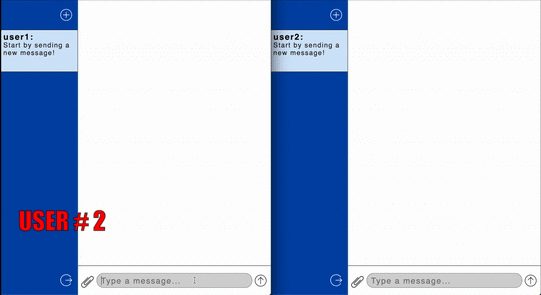 user1:
Start by sending a
new message!
USER # 2
Type a message...
user2:
Start by sending a
new message!
Type a message...